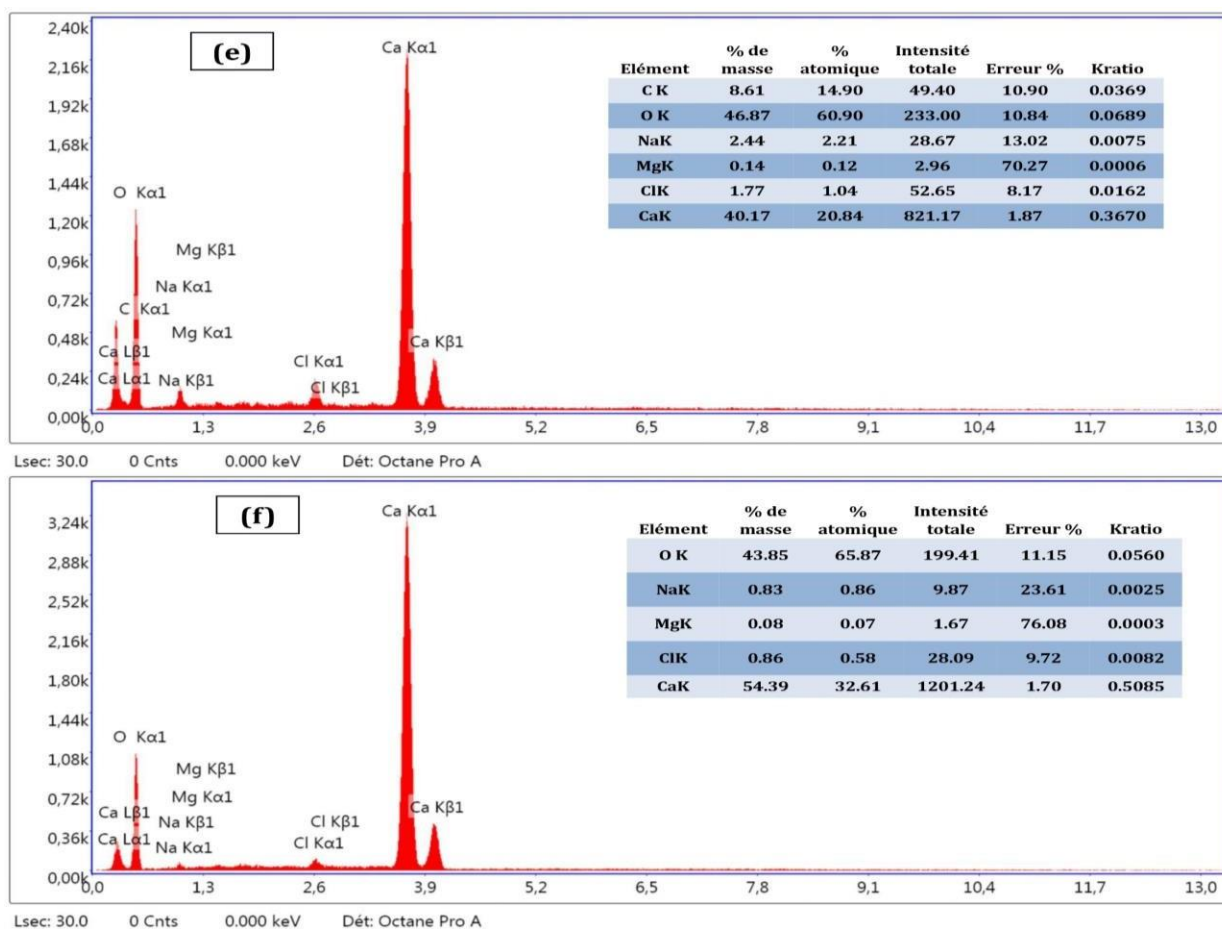 (e)
2,40k
2,16k
1,92k
1,68k
1,44k
1,20k
0,96k
0,72k
0,48k
0,24k
0,00k
Ca Kα1
O Kα1
Mg Kβ1
Na Kα1
C Kα1
Mg Kα1
Ca Lβ1
Ca Lα1
Na Kβ1
Cl Kα1
Cl Kβ1
Ca Kβ1
0,0 1,3 2,6 3,9 5,2 6,5 7,8 9,1 10,4 11,7 13,0
Elément % de masse % atomique Intensité totale Erreur % Kratio
C K 8.61 14.90 49.40 10.90 0.0369
O K 46.87 60.90 233.00 10.84 0.0689
NaK 2.44 2.21 28.67 13.02 0.0075
MgK 0.14 0.12 2.96 70.27 0.0006
ClK 1.77 1.04 52.65 8.17 0.0162
CaK 40.17 20.84 821.17 1.87 0.3670
Lsec: 30.0 0 Cnts 0.000 keV Dét: Octane Pro A
(f)
3,24k
2,88k
2,52k
2,16k
1,80k
1,44k
1,08k
0,72k
0,36k
0,00k
Ca Kα1
O Kα1
Mg Kβ1
Mg Kα1
Ca Lβ1
Na Kβ1
Ca Lα1
Na Kα1
Cl Kβ1
Cl Kα1
Ca Kβ1
0,0 1,3 2,6 3,9 5,2 6,5 7,8 9,1 10,4 11,7 13,0
Elément % de masse % atomique Intensité totale Erreur % Kratio
O K 43.85 65.87 199.41 11.15 0.0560
NaK 0.83 0.86 9.87 23.61 0.0025
MgK 0.08 0.07 1.67 76.08 0.0003
ClK 0.86 0.58 28.09 9.72 0.0082
CaK 54.39 32.61 1201.24 1.70 0.5085
Lsec: 30.0 0 Cnts 0.000 keV Dét: Octane Pro A